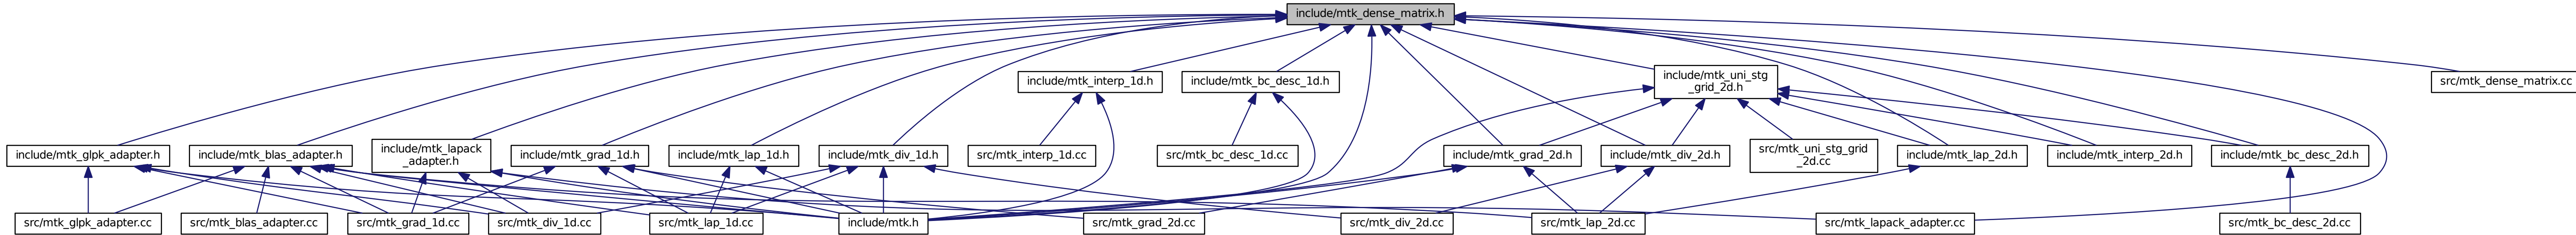 include/mtk_dense_matrix.h
include/mtk_interp_1d.h
include/mtk_bc_desc_1d.h
include/mtk_uni_stg
_grid_2d.h
src/mtk_dense_matrix.cc
include/mtk_glpk_adapter.h
include/mtk_blas_adapter.h
include/mtk_lapack
_adapter.h
include/mtk_grad_1d.h
include/mtk_lap_1d.h
include/mtk_div_1d.h
src/mtk_interp_1d.cc
src/mtk_bc_desc_1d.cc
include/mtk_grad_2d.h
include/mtk_div_2d.h
src/mtk_uni_stg_grid
_2d.cc
include/mtk_lap_2d.h
include/mtk_interp_2d.h
include/mtk_bc_desc_2d.h
src/mtk_glpk_adapter.cc
src/mtk_blas_adapter.cc
src/mtk_grad_1d.cc
src/mtk_div_1d.cc
src/mtk_lap_1d.cc
include/mtk.h
src/mtk_grad_2d.cc
src/mtk_div_2d.cc
src/mtk_lap_2d.cc
src/mtk_lapack_adapter.cc
src/mtk_bc_desc_2d.cc